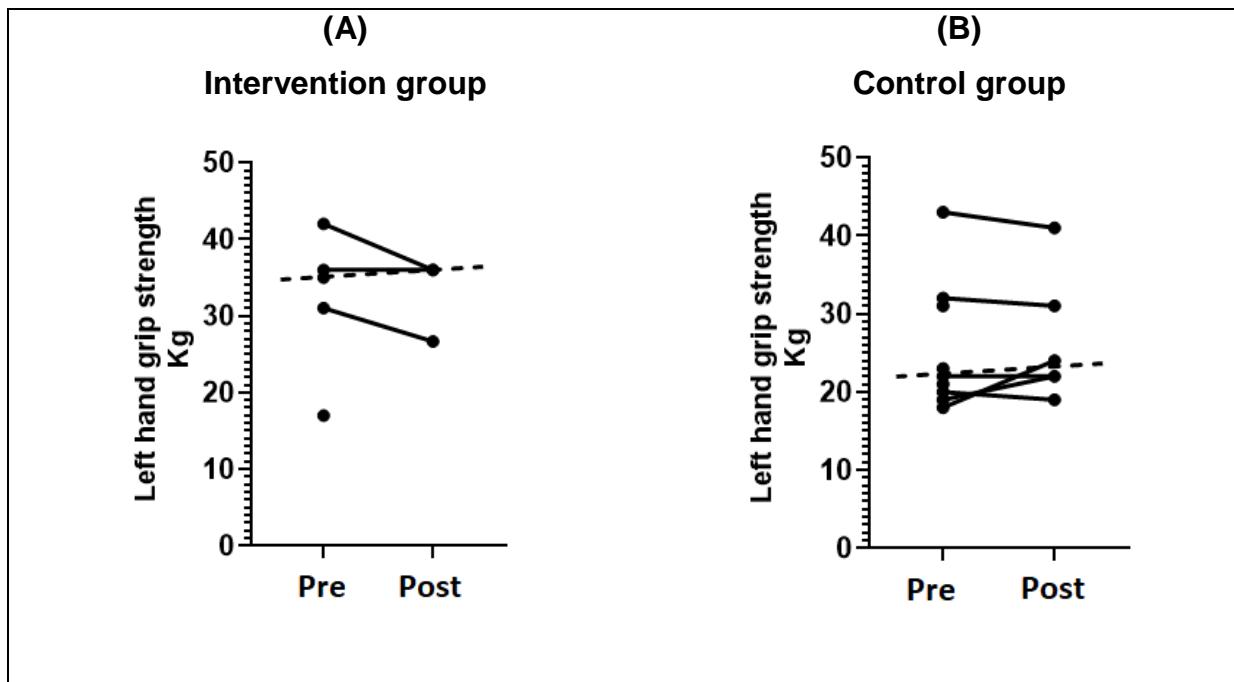 (A)
Intervention group
Left hand grip strength
Kg
50
40
30
20
10
0
Pre Post
(B)
Control group
Left hand grip strength
Kg
50
40
30
20
10
0
Pre Post